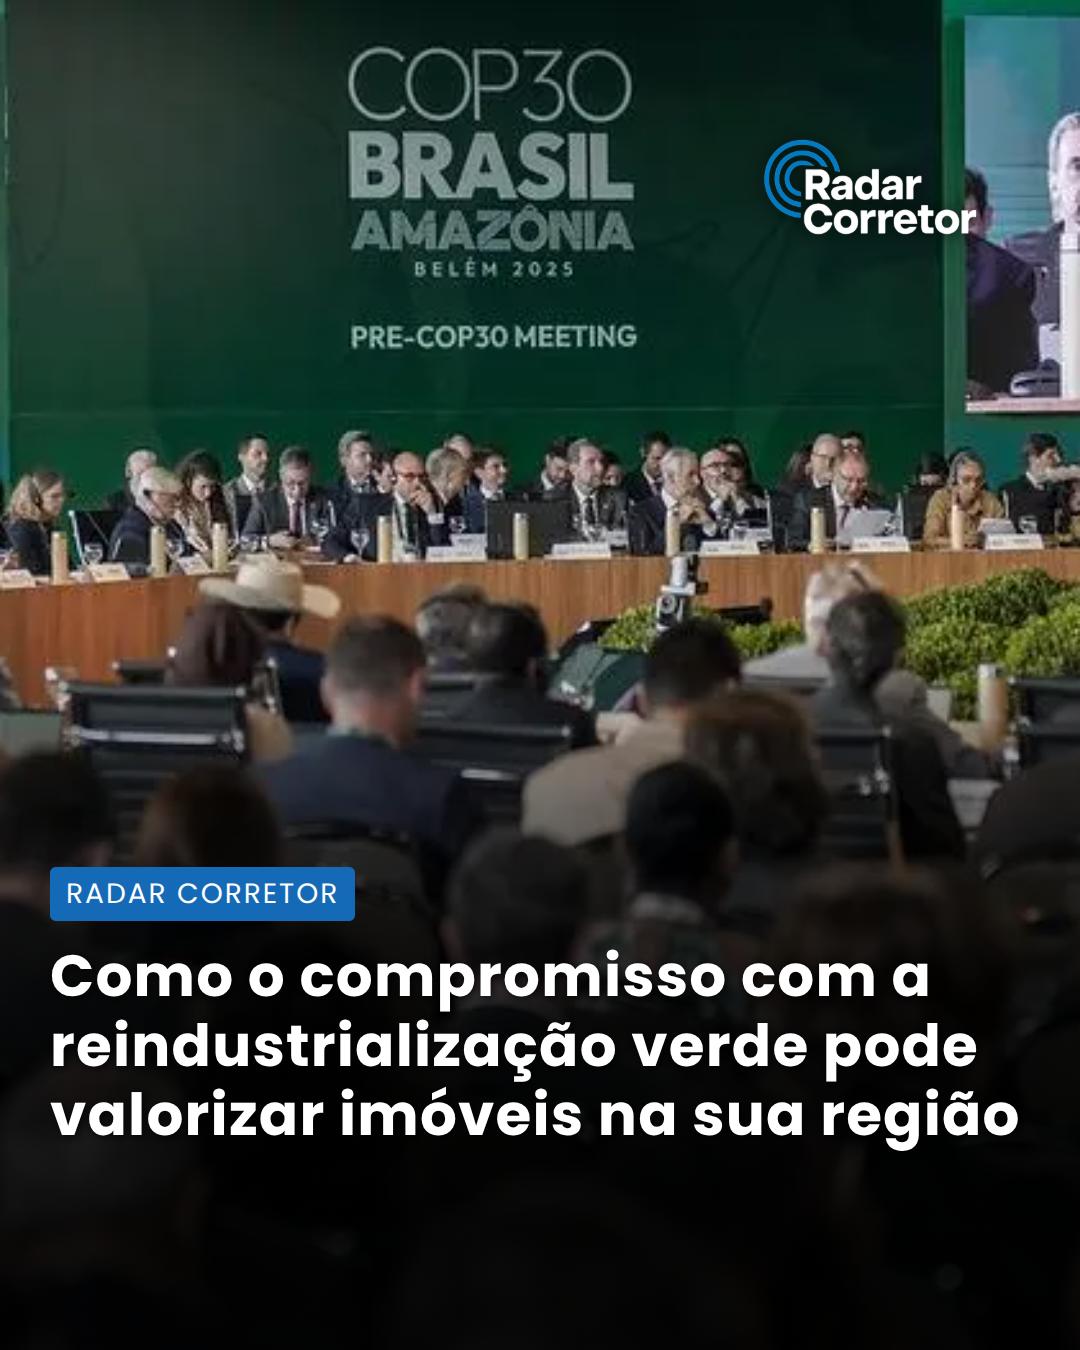 COP30
BRASIL
AMAZÔNIA
BELÉM 2025
PRE-COP30 MEETING
Radar
Corretor
RADAR CORRETOR
Como o compromisso com a
reindustrialização verde pode
valorizar imóveis na sua região